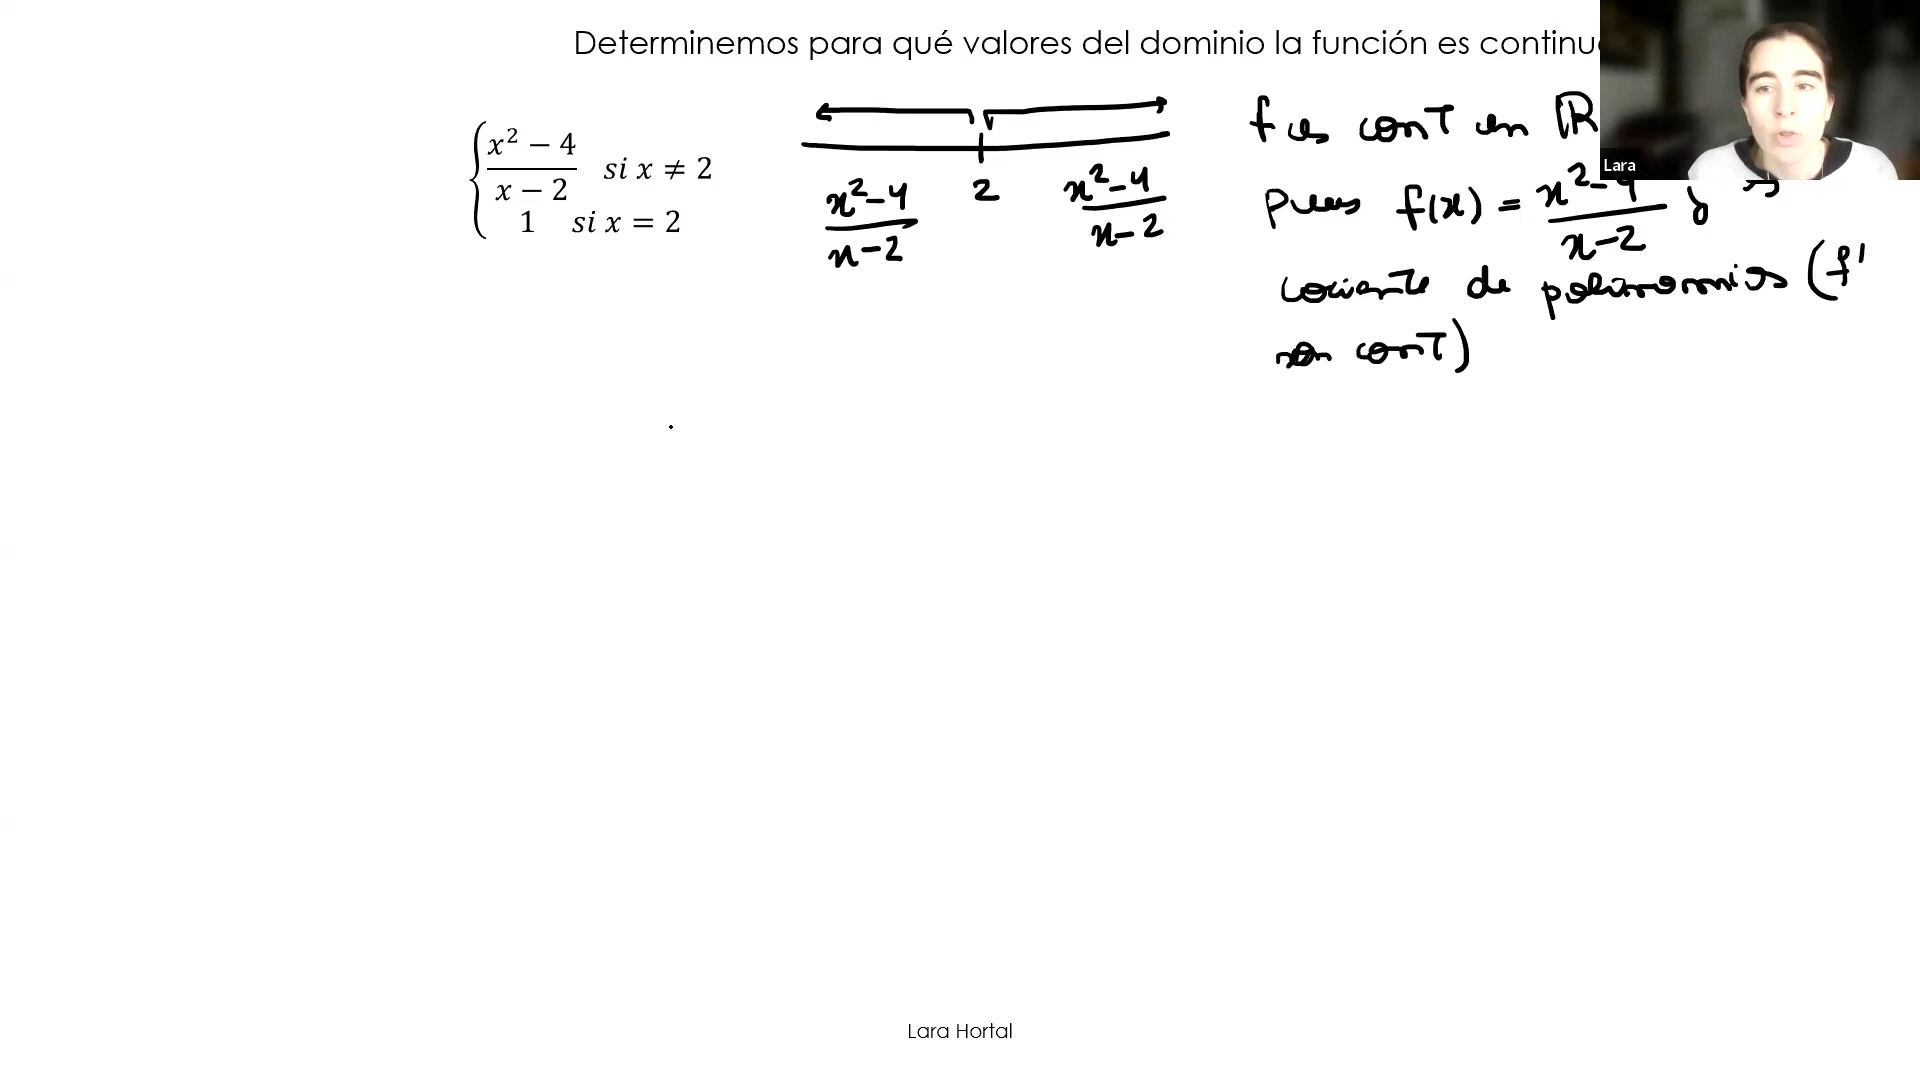 Determinemos para qué valores del dominio la función es continu
x² − 4
x − 2
si x ≠ 2
1 si x = 2
x²-4
x-2
2
x²-4
x-2
f es cont en ℝ
pues f(x) = x²-4
x-2
y es
cociente de polinomios (f'
son cont)
Lara
Lara Hortal